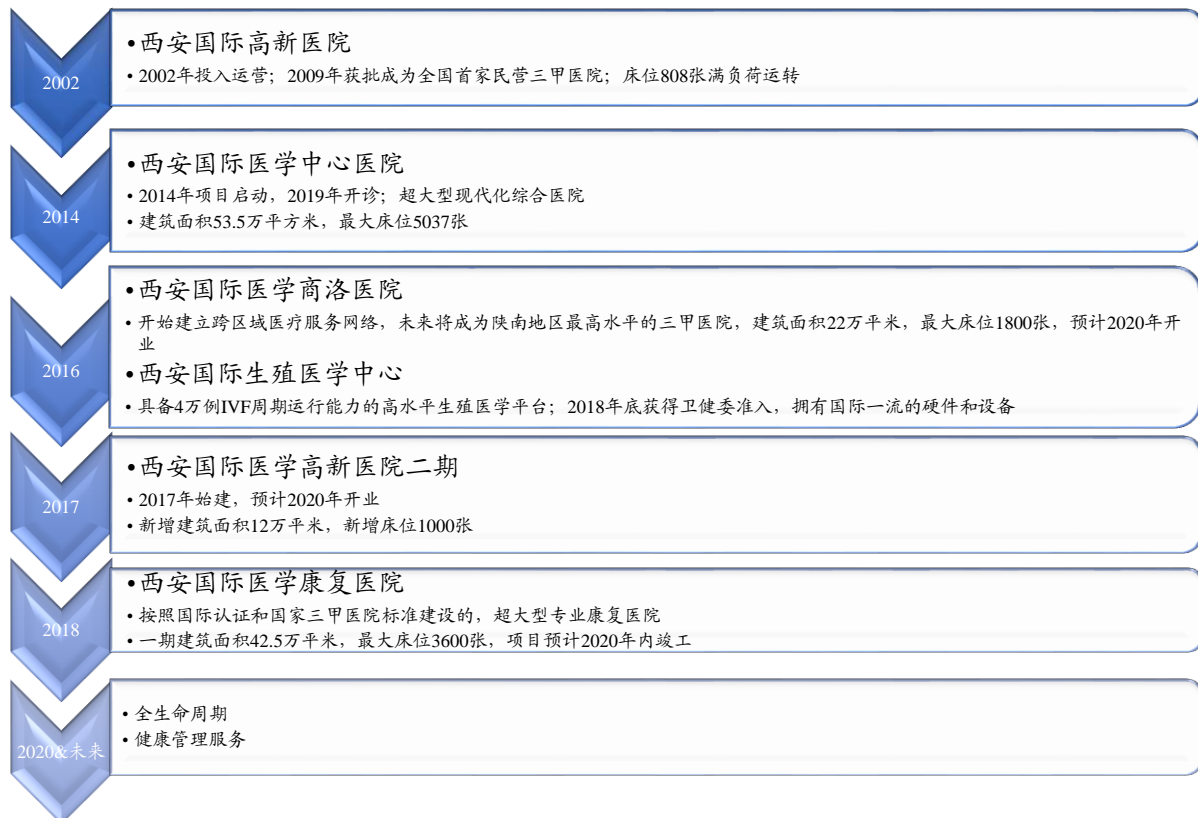 2002
•西安国际高新医院
•2002年投入运营；2009年获批成为全国首家民营三甲医院；床位808张满负荷运转
2014
•西安国际医学中心医院
•2014年项目启动，2019年开诊；超大型现代化综合医院
•建筑面积53.5万平方米，最大床位5037张
2016
•西安国际医学商洛医院
•开始建立跨区域医疗服务网络，未来将成为陕南地区最高水平的三甲医院，建筑面积22万平米，最大床位1800张，预计2020年开
业
•西安国际生殖医学中心
•具备4万例IVF周期运行能力的高水平生殖医学平台；2018年底获得卫健委准入，拥有国际一流的硬件和设备
2017
•西安国际医学高新医院二期
•2017年始建，预计2020年开业
•新增建筑面积12万平米，新增床位1000张
2018
•西安国际医学康复医院
•按照国际认证和国家三甲医院标准建设的，超大型专业康复医院
•一期建筑面积42.5万平米，最大床位3600张，项目预计2020年内竣工
2020&未来
•全生命周期
•健康管理服务